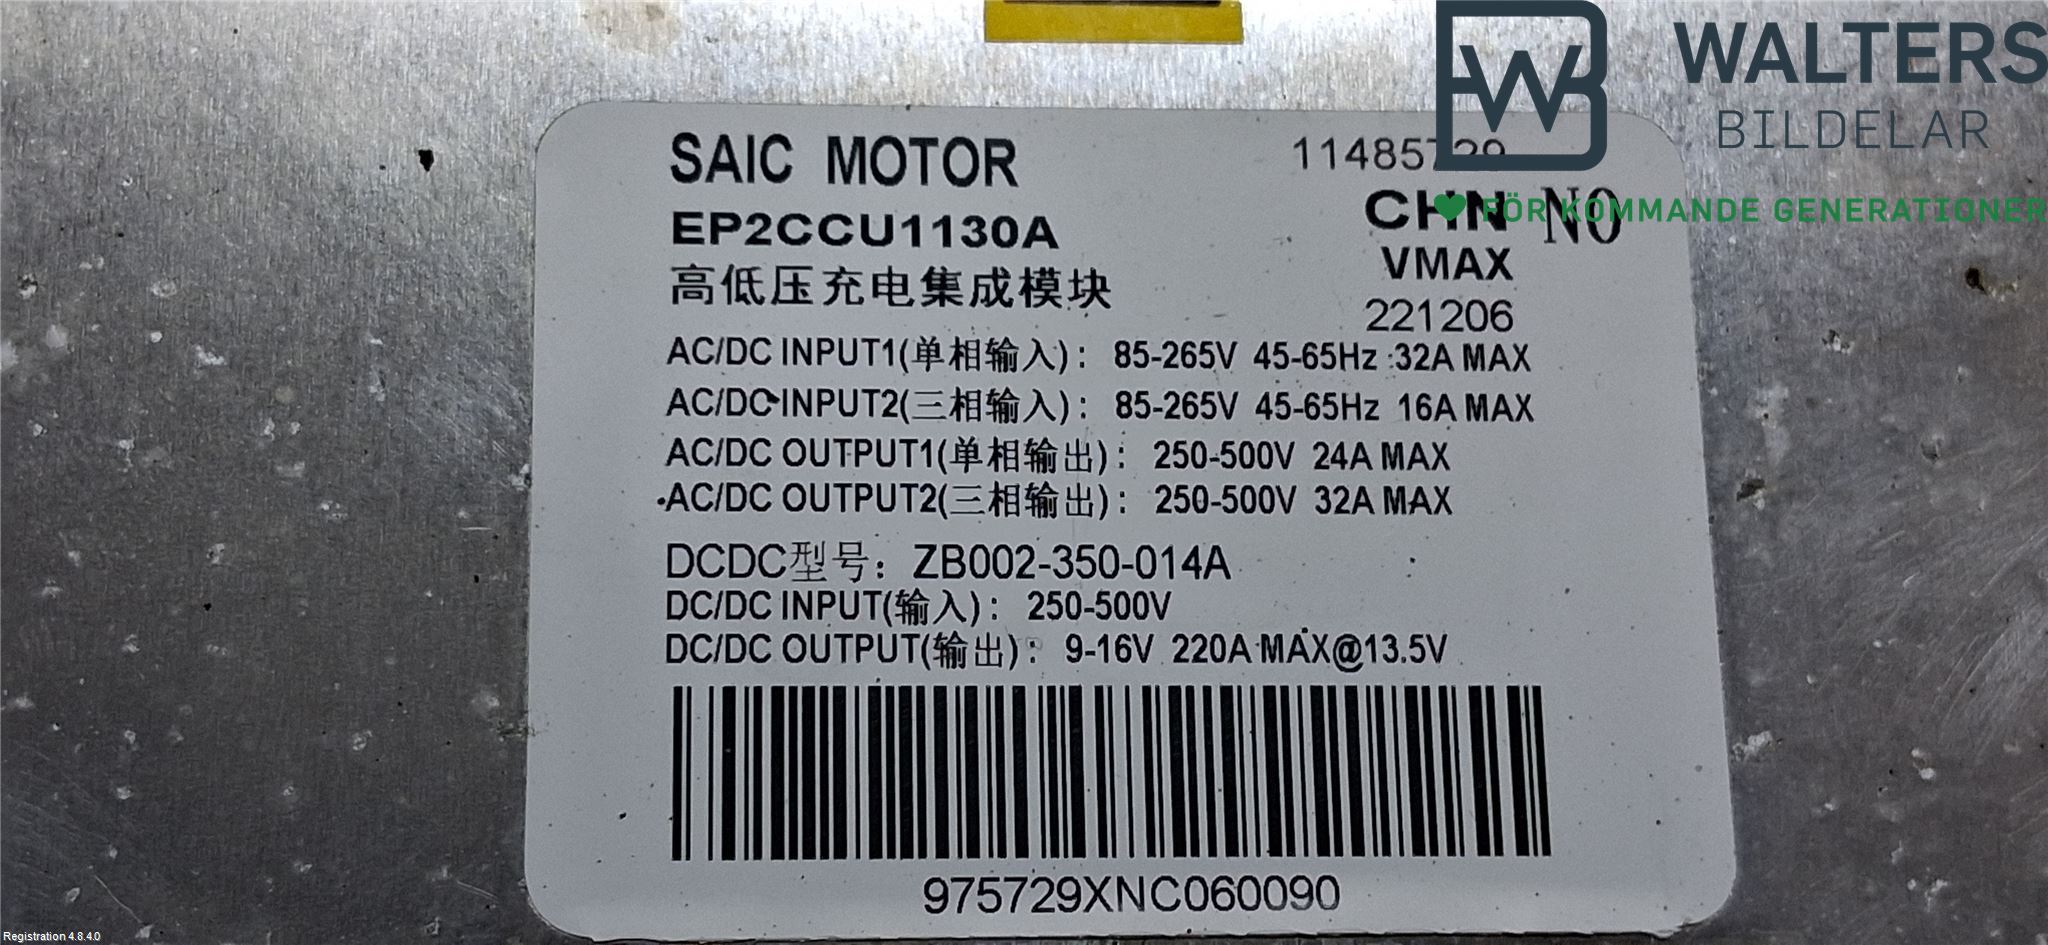 WALTERS
BILDELAR
FÖR KOMMANDE GENERATIONER
SAIC MOTOR
11485729
EP2CCU1130A
CHN N0
VMAX
高低压充电集成模块
221206
AC/DC INPUT1(单相输入): 85-265V 45-65Hz 32A MAX
AC/DC INPUT2(三相输入): 85-265V 45-65Hz 16A MAX
AC/DC OUTPUT1(单相输出): 250-500V 24A MAX
AC/DC OUTPUT2(三相输出): 250-500V 32A MAX
DCDC型号: ZB002-350-014A
DC/DC INPUT(输入): 250-500V
DC/DC OUTPUT(输出): 9-16V 220A MAX@13.5V
975729XNC060090
Registration 4.8.4.0